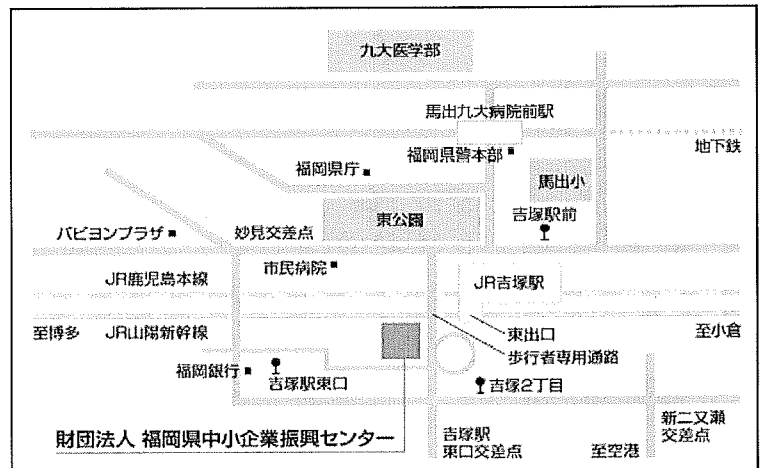 九大医学部
馬出九大病院前駅
地下鉄
福岡県庁
福岡県警本部
馬出小
東公園
吉塚駅前
パピヨンプラザ
妙見交差点
市民病院
JR鹿児島本線
JR吉塚駅
至博多
JR山陽新幹線
東出口
至小倉
歩行者専用通路
福岡銀行
吉塚駅東口
吉塚2丁目
財団法人 福岡県中小企業振興センター
吉塚駅
東口交差点
至空港
新二又瀬
交差点